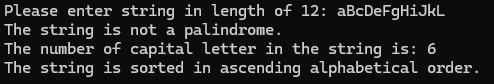 Please enter string in length of 12: aBcDeFgHiJkL
The string is not a palindrome.
The number of capital letter in the string is: 6
The string is sorted in ascending alphabetical order.